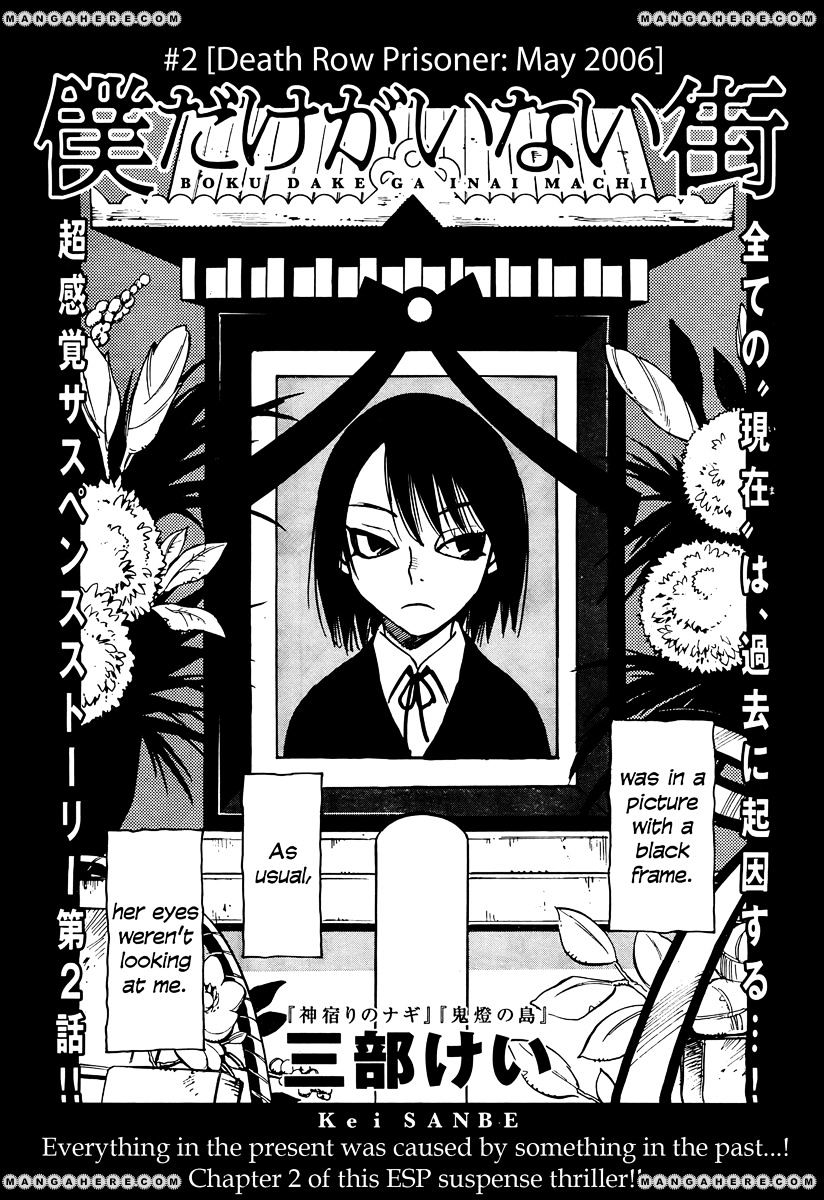 MANGAHERE.COM
MANGAHERE.COM
#2 [Death Row Prisoner: May 2006]
僕だけがいない街
BOKU DAKE GA INAI MACHI
全ての〝現在〟は、過去に起因する…!
超感覚サスペンスストーリー第2話!!
was in a
picture
with a
black
frame.
As
usual,
her eyes
weren't
looking
at me.
『神宿りのナギ』『鬼燈の島』
三部けい
Kei SANBE
Everything in the present was caused by something in the past...!
Chapter 2 of this ESP suspense thriller!!
MANGAHERE.COM
MANGAHERE.COM